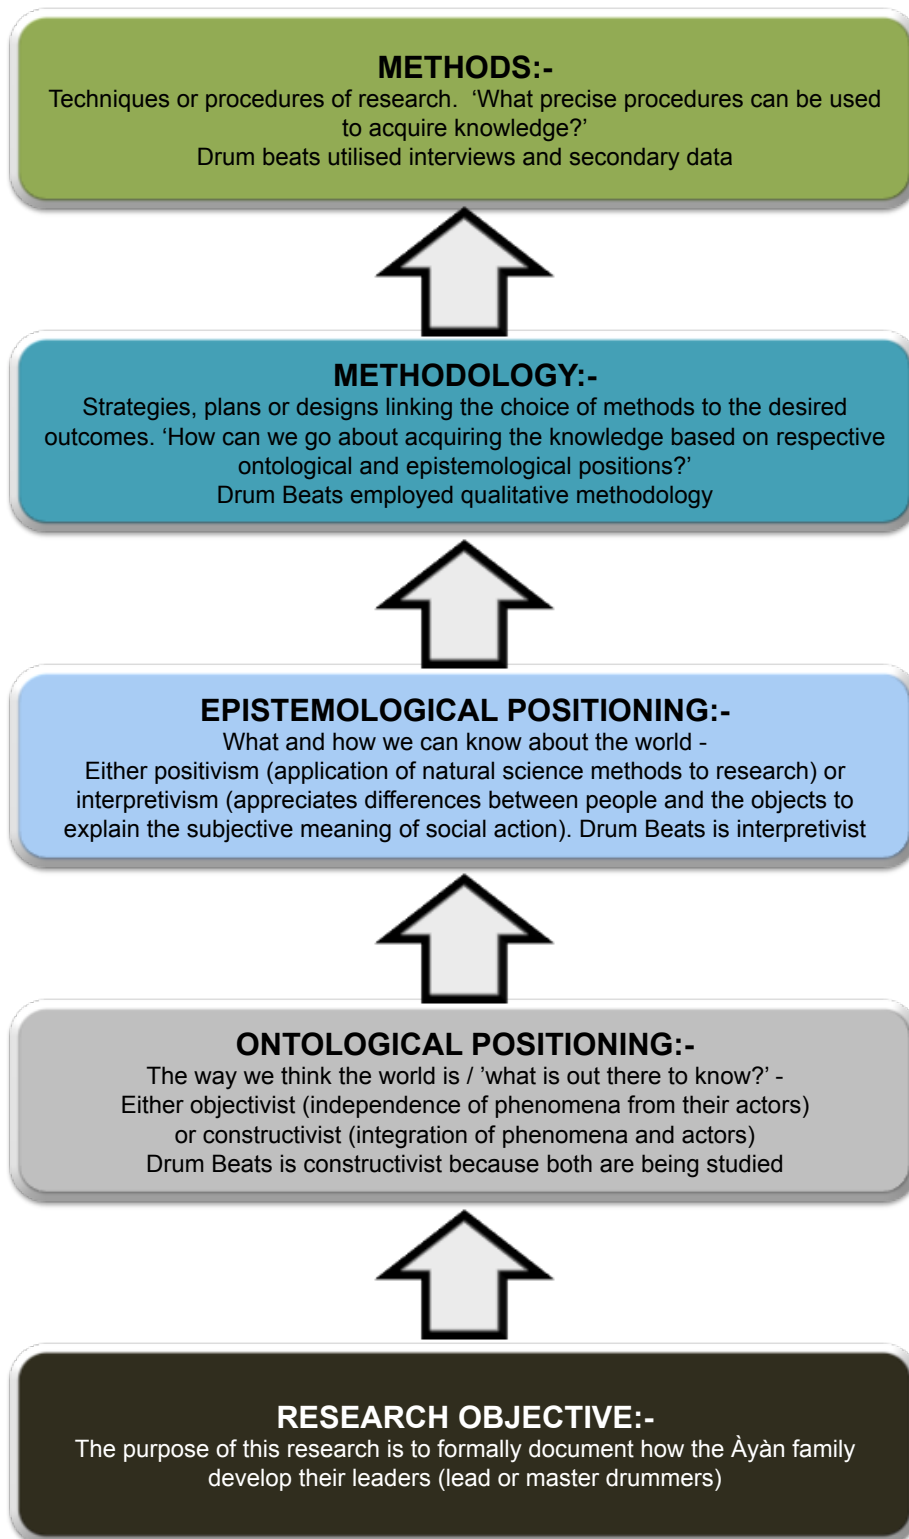 METHODS:-
Techniques or procedures of research.  ‘What precise procedures can be used
to acquire knowledge?’
Drum beats utilised interviews and secondary data
METHODOLOGY:-
Strategies, plans or designs linking the choice of methods to the desired
outcomes. ‘How can we go about acquiring the knowledge based on respective
ontological and epistemological positions?’
Drum Beats employed qualitative methodology
EPISTEMOLOGICAL POSITIONING:-
What and how we can know about the world -
Either positivism (application of natural science methods to research) or
interpretivism (appreciates differences between people and the objects to
explain the subjective meaning of social action). Drum Beats is interpretivist
ONTOLOGICAL POSITIONING:-
The way we think the world is / ’what is out there to know?’ -
Either objectivist (independence of phenomena from their actors)
or constructivist (integration of phenomena and actors)
Drum Beats is constructivist because both are being studied
RESEARCH OBJECTIVE:-
The purpose of this research is to formally document how the Àyàn family
develop their leaders (lead or master drummers)